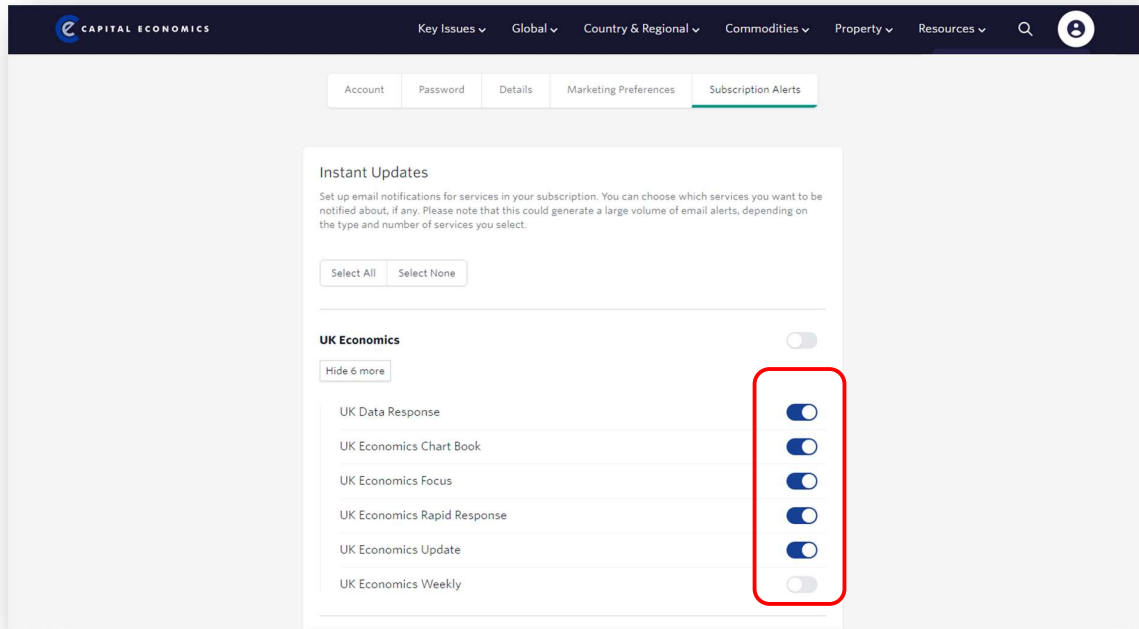 CAPITAL ECONOMICS
Key Issues
Global
Country & Regional
Commodities
Property
Resources
Account
Password
Details
Marketing Preferences
Subscription Alerts
Instant Updates
Set up email notifications for services in your subscription. You can choose which services you want to be
notified about, if any. Please note that this could generate a large volume of email alerts, depending on
the type and number of services you select.
Select All
Select None
UK Economics
Hide 6 more
UK Data Response
UK Economics Chart Book
UK Economics Focus
UK Economics Rapid Response
UK Economics Update
UK Economics Weekly